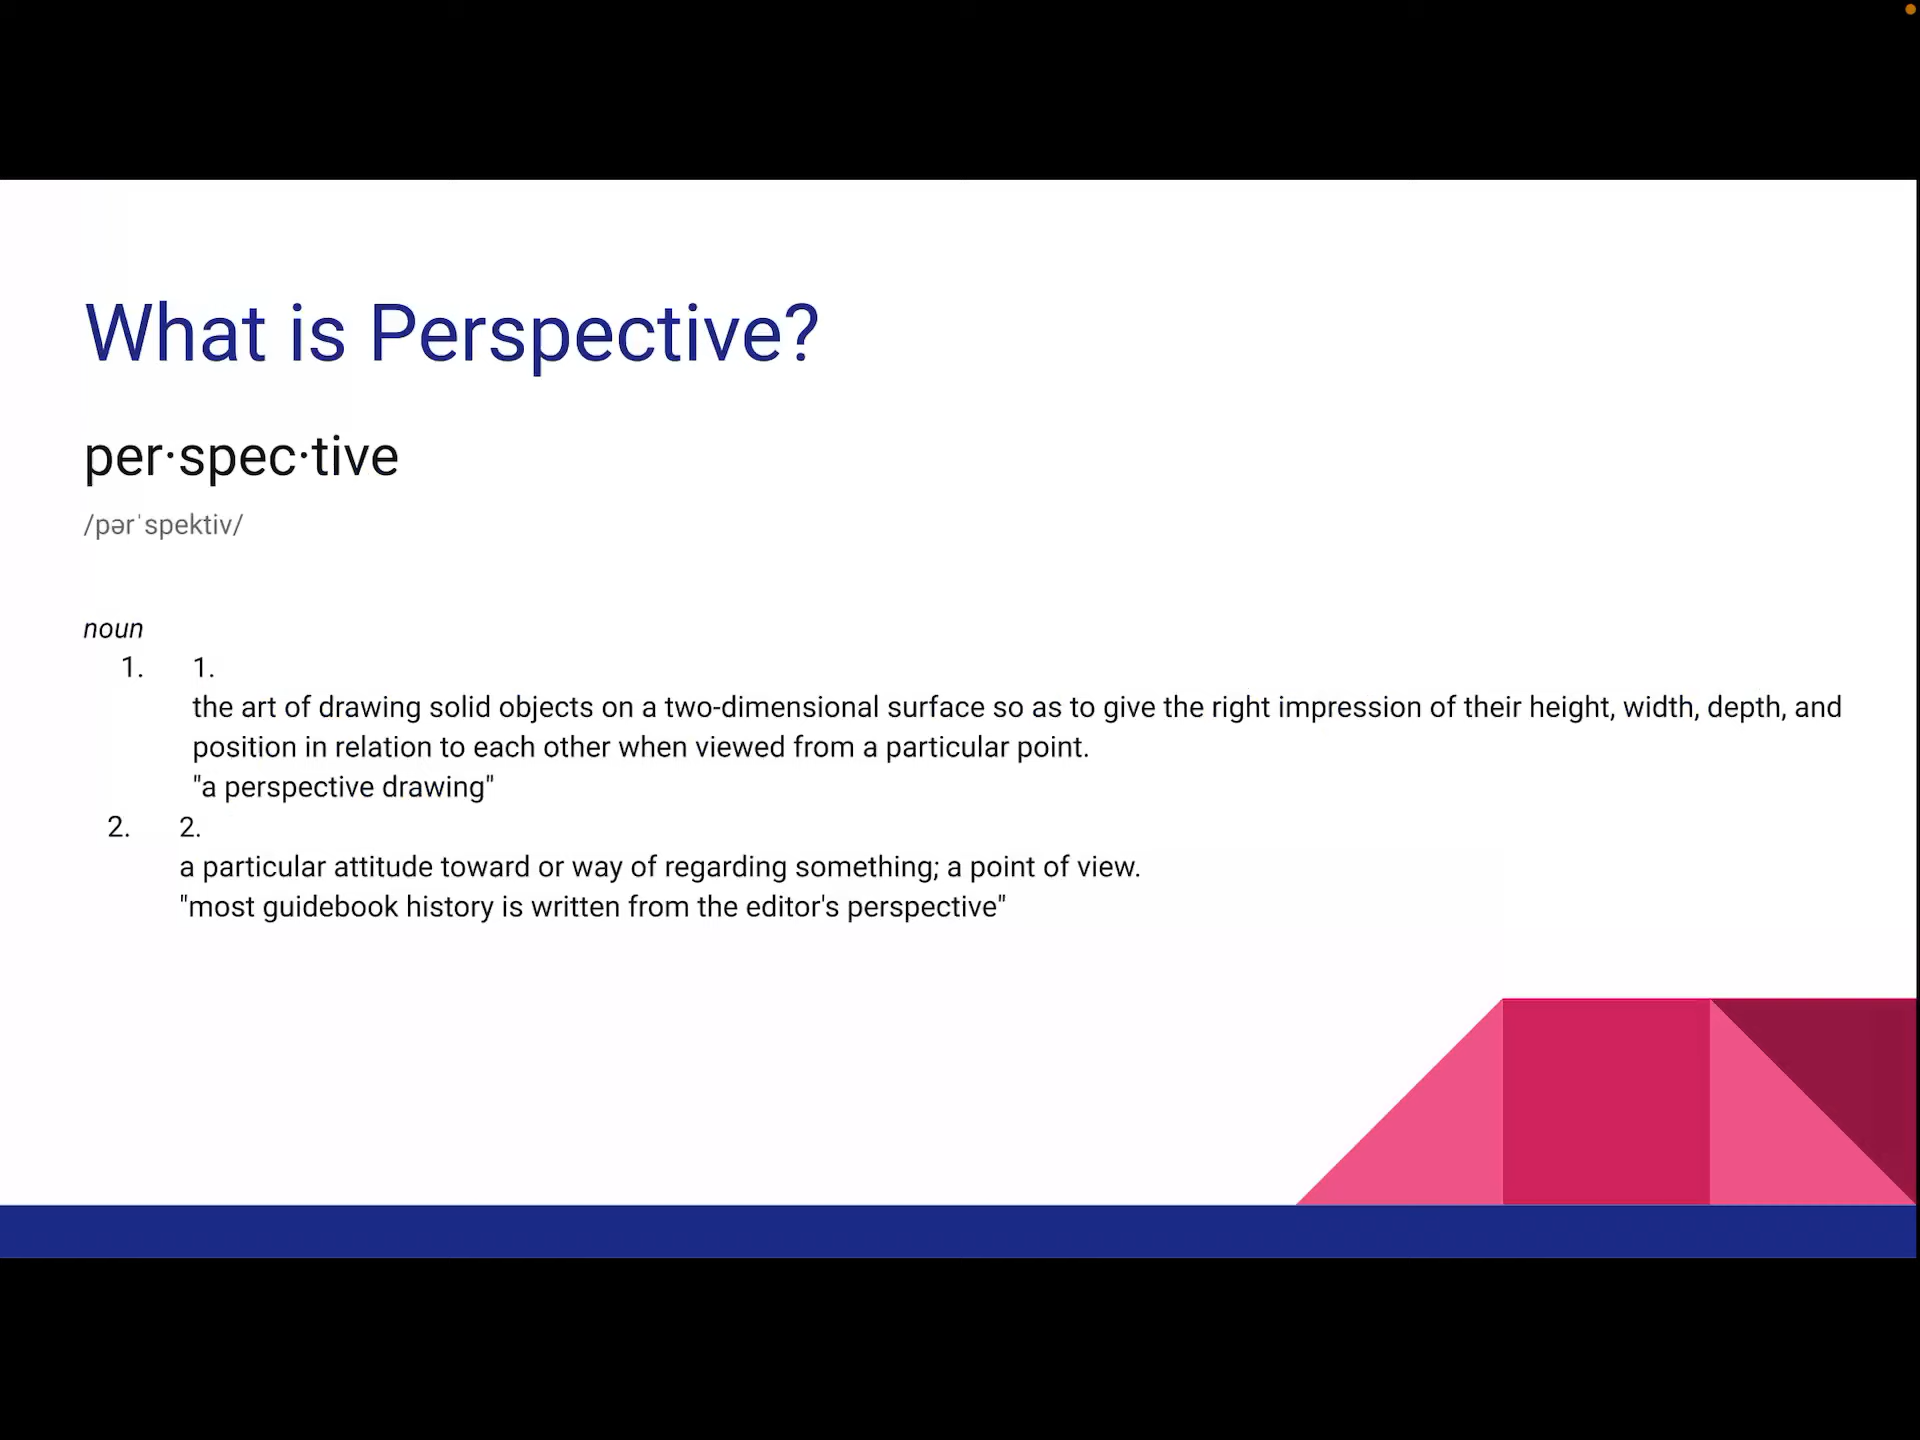 What is Perspective?
per·spec·tive
/pərˈspektiv/
noun
1. 1.
the art of drawing solid objects on a two-dimensional surface so as to give the right impression of their height, width, depth, and
position in relation to each other when viewed from a particular point.
"a perspective drawing"
2. 2.
a particular attitude toward or way of regarding something; a point of view.
"most guidebook history is written from the editor's perspective"